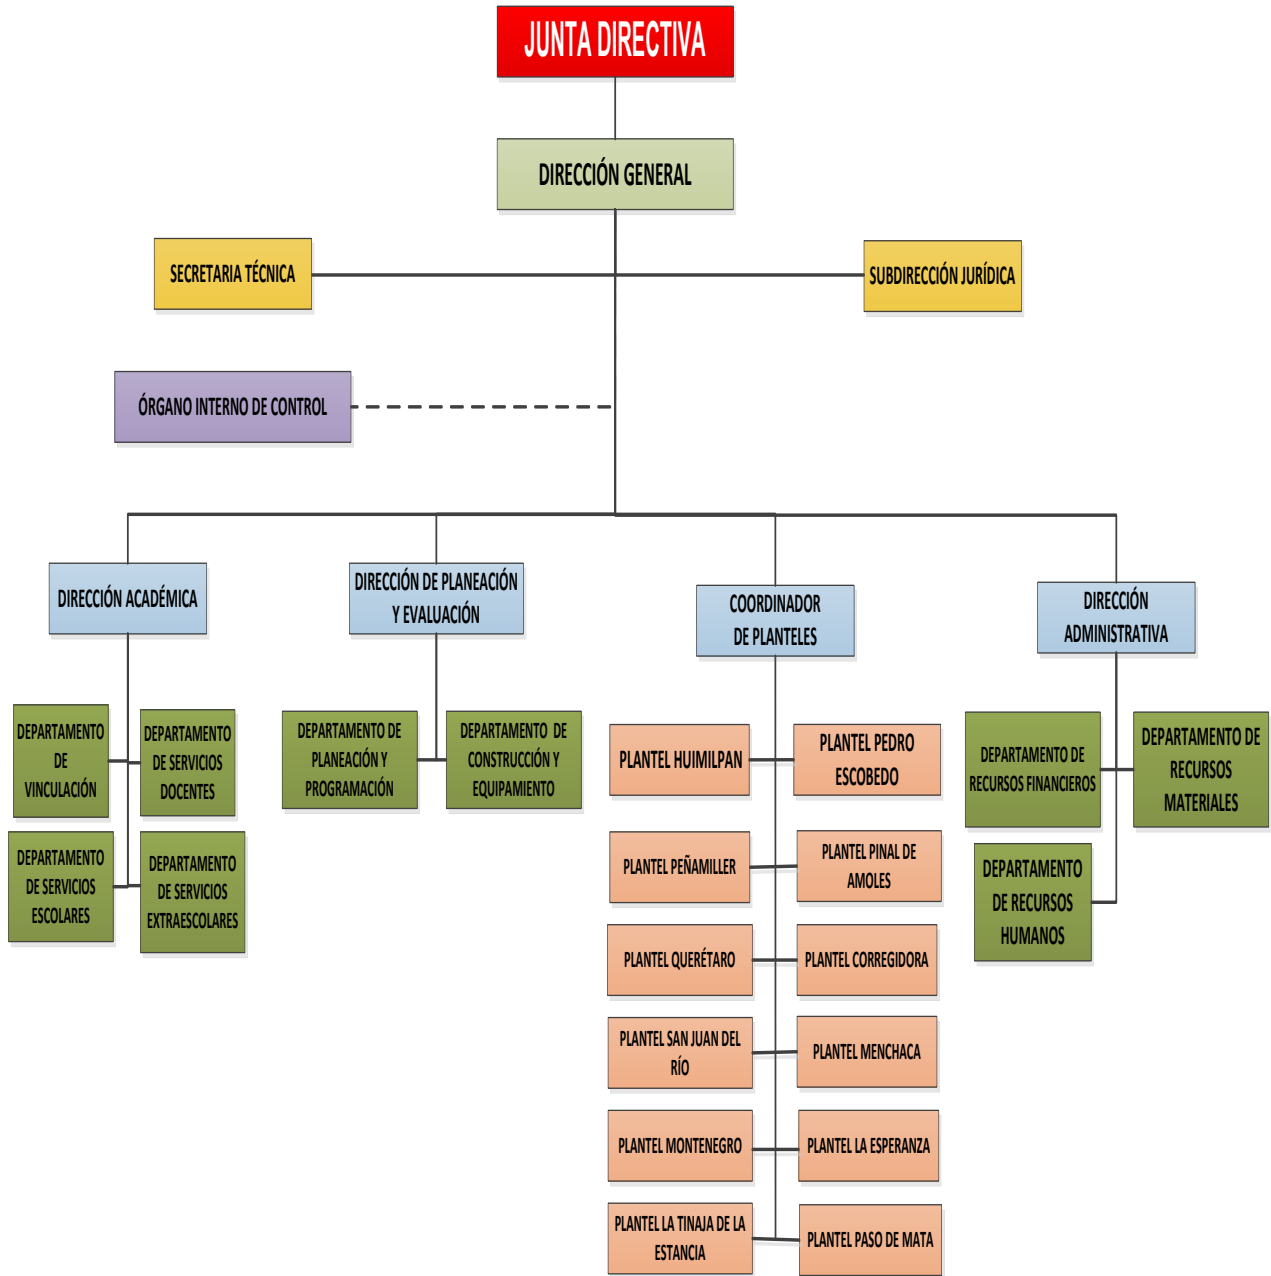 JUNTA DIRECTIVA
DIRECCIÓN GENERAL
SECRETARIA TÉCNICA
SUBDIRECCIÓN JURÍDICA
ÓRGANO INTERNO DE CONTROL
DIRECCIÓN ACADÉMICA
DIRECCIÓN DE PLANEACIÓN
Y EVALUACIÓN
COORDINADOR
DE PLANTELES
DIRECCIÓN
ADMINISTRATIVA
DEPARTAMENTO
DE
VINCULACIÓN
DEPARTAMENTO
DE SERVICIOS
DOCENTES
DEPARTAMENTO
DE SERVICIOS
ESCOLARES
DEPARTAMENTO
DE SERVICIOS
EXTRAESCOLARES
DEPARTAMENTO DE
PLANEACIÓN Y
PROGRAMACIÓN
DEPARTAMENTO DE
CONSTRUCCIÓN Y
EQUIPAMIENTO
PLANTEL HUIMILPAN
PLANTEL PEDRO
ESCOBEDO
PLANTEL PEÑAMILLER
PLANTEL PINAL DE
AMOLES
PLANTEL QUERÉTARO
PLANTEL CORREGIDORA
PLANTEL SAN JUAN DEL
RÍO
PLANTEL MENCHACA
PLANTEL MONTENEGRO
PLANTEL LA ESPERANZA
PLANTEL LA TINAJA DE LA
ESTANCIA
PLANTEL PASO DE MATA
DEPARTAMENTO DE
RECURSOS FINANCIEROS
DEPARTAMENTO DE
RECURSOS
MATERIALES
DEPARTAMENTO
DE RECURSOS
HUMANOS